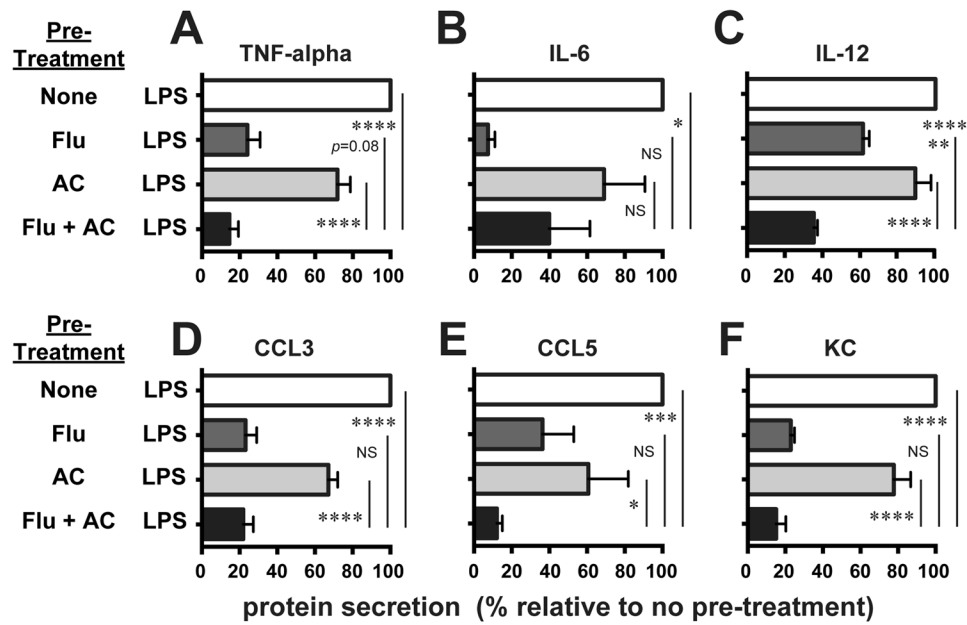 Pre-
Treatment
A TNF-alpha
B IL-6
C IL-12
None LPS
Flu LPS
AC LPS
Flu + AC LPS
****
p=0.08
****
*
NS
NS
****
**
****
0 20 40 60 80 100
0 20 40 60 80 100
0 20 40 60 80 100
Pre-
Treatment
D CCL3
E CCL5
F KC
None LPS
Flu LPS
AC LPS
Flu + AC LPS
****
NS
****
***
*
****
NS
****
0 20 40 60 80 100
0 20 40 60 80 100
0 20 40 60 80 100
protein secretion (% relative to no pre-treatment)